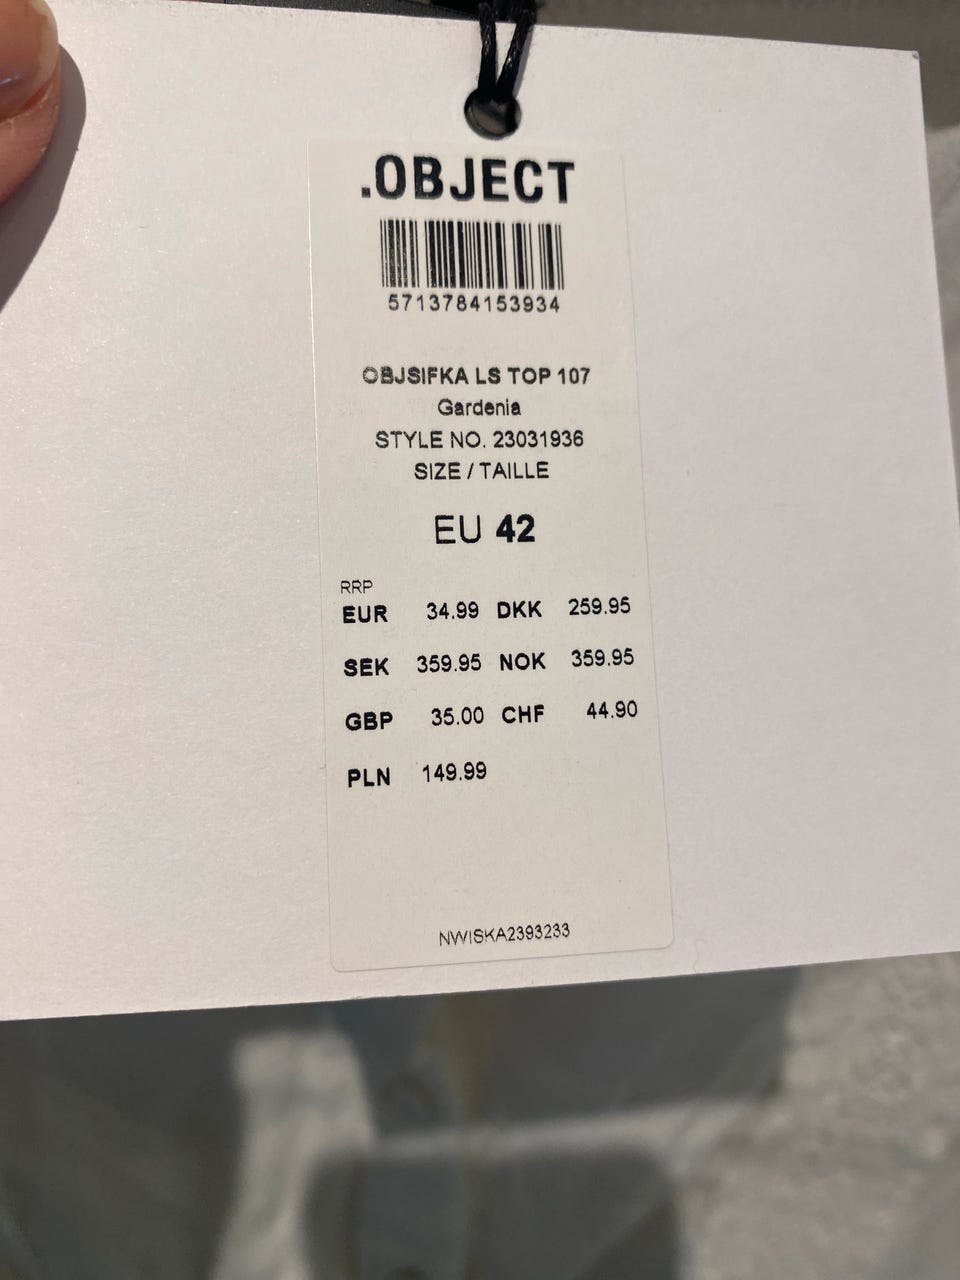 .OBJECT
5713784153934
OBJSIFKA LS TOP 107
Gardenia
STYLE NO. 23031936
SIZE / TAILLE
EU 42
RRP
EUR 34.99 DKK 259.95
SEK 359.95 NOK 359.95
GBP 35.00 CHF 44.90
PLN 149.99
NWISKA2393233